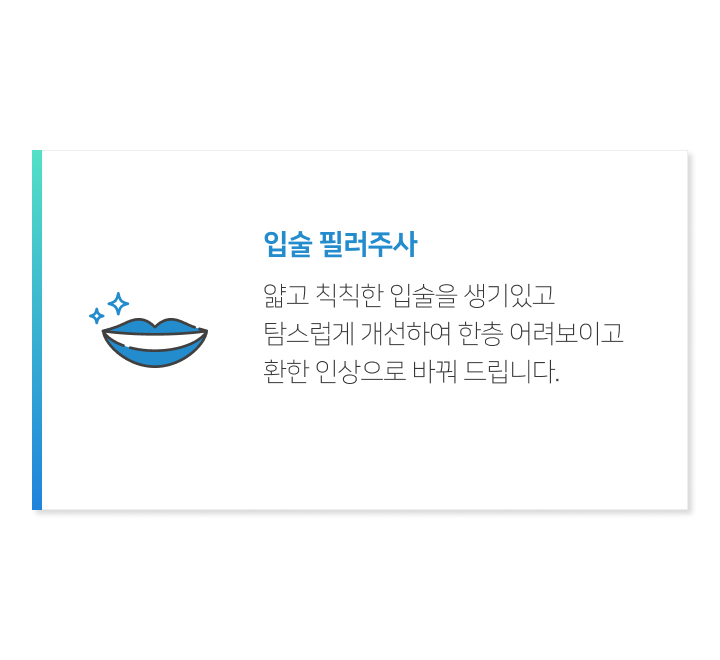 입술 필러주사
얇고 칙칙한 입술을 생기있고
탐스럽게 개선하여 한층 어려보이고
환한 인상으로 바꿔 드립니다.